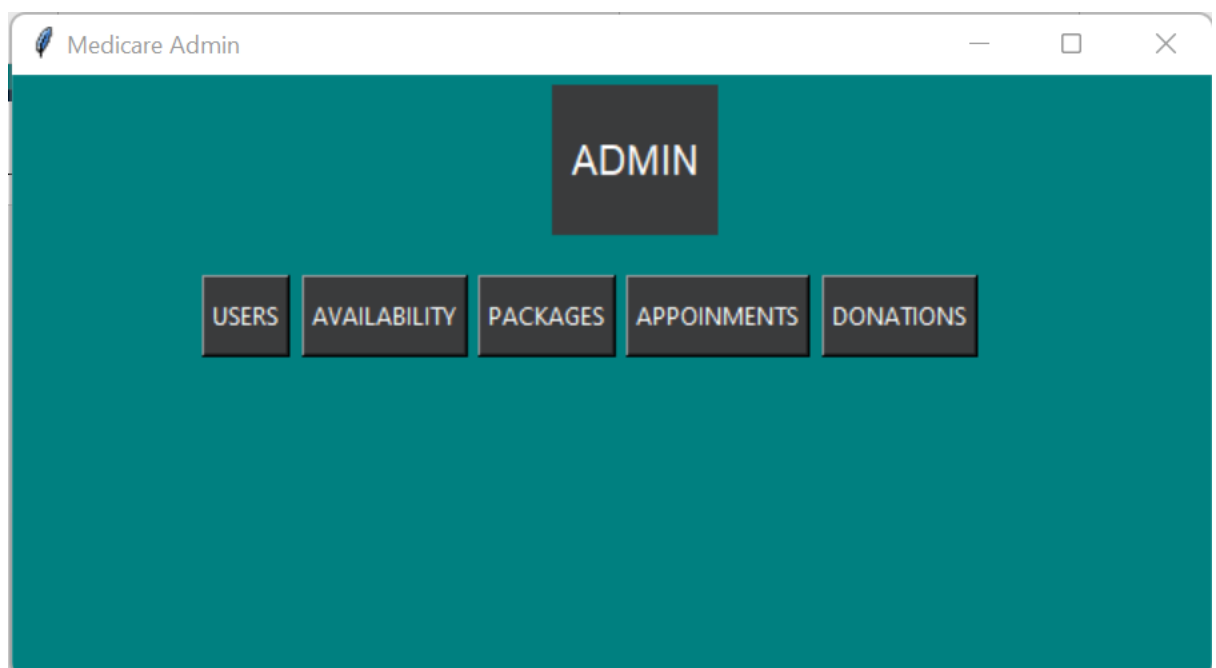 Medicare Admin
ADMIN
USERS AVAILABILITY PACKAGES APPOINMENTS DONATIONS